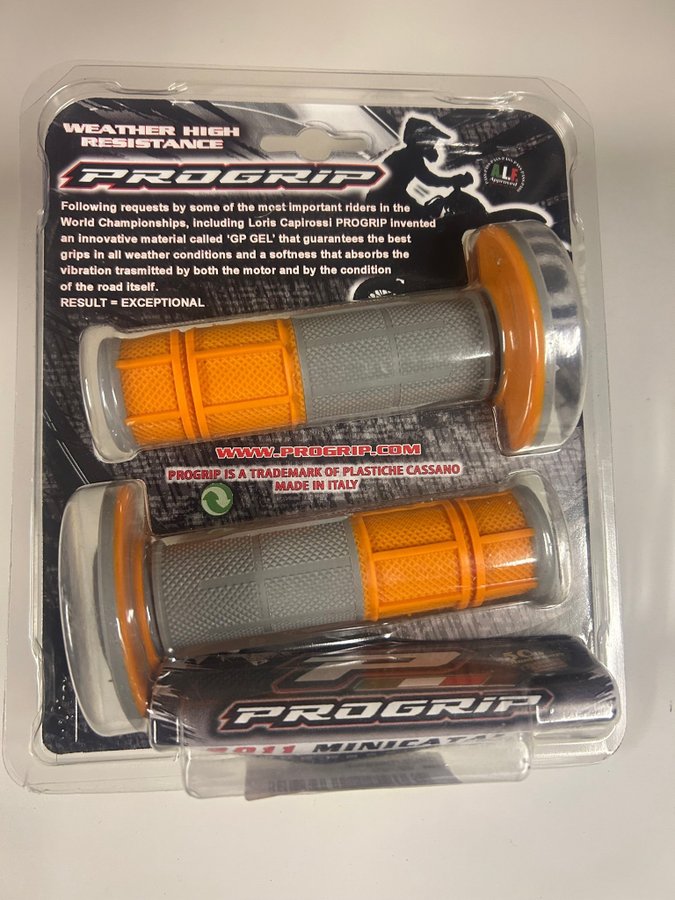 WEATHER HIGH
RESISTANCE
PROGRIP
A.L.F.
Approved
Following requests by some of the most important riders in the
World Championships, including Loris Capirossi PROGRIP invented
an innovative material called 'GP GEL' that guarantees the best
grips in all weather conditions and a softness that absorbs the
vibration trasmitted by both the motor and by the condition
of the road itself.
RESULT = EXCEPTIONAL
WWW.PROGRIP.COM
PROGRIP IS A TRADEMARK OF PLASTICHE CASSANO
MADE IN ITALY
PROGRIP
2011 MINICATA